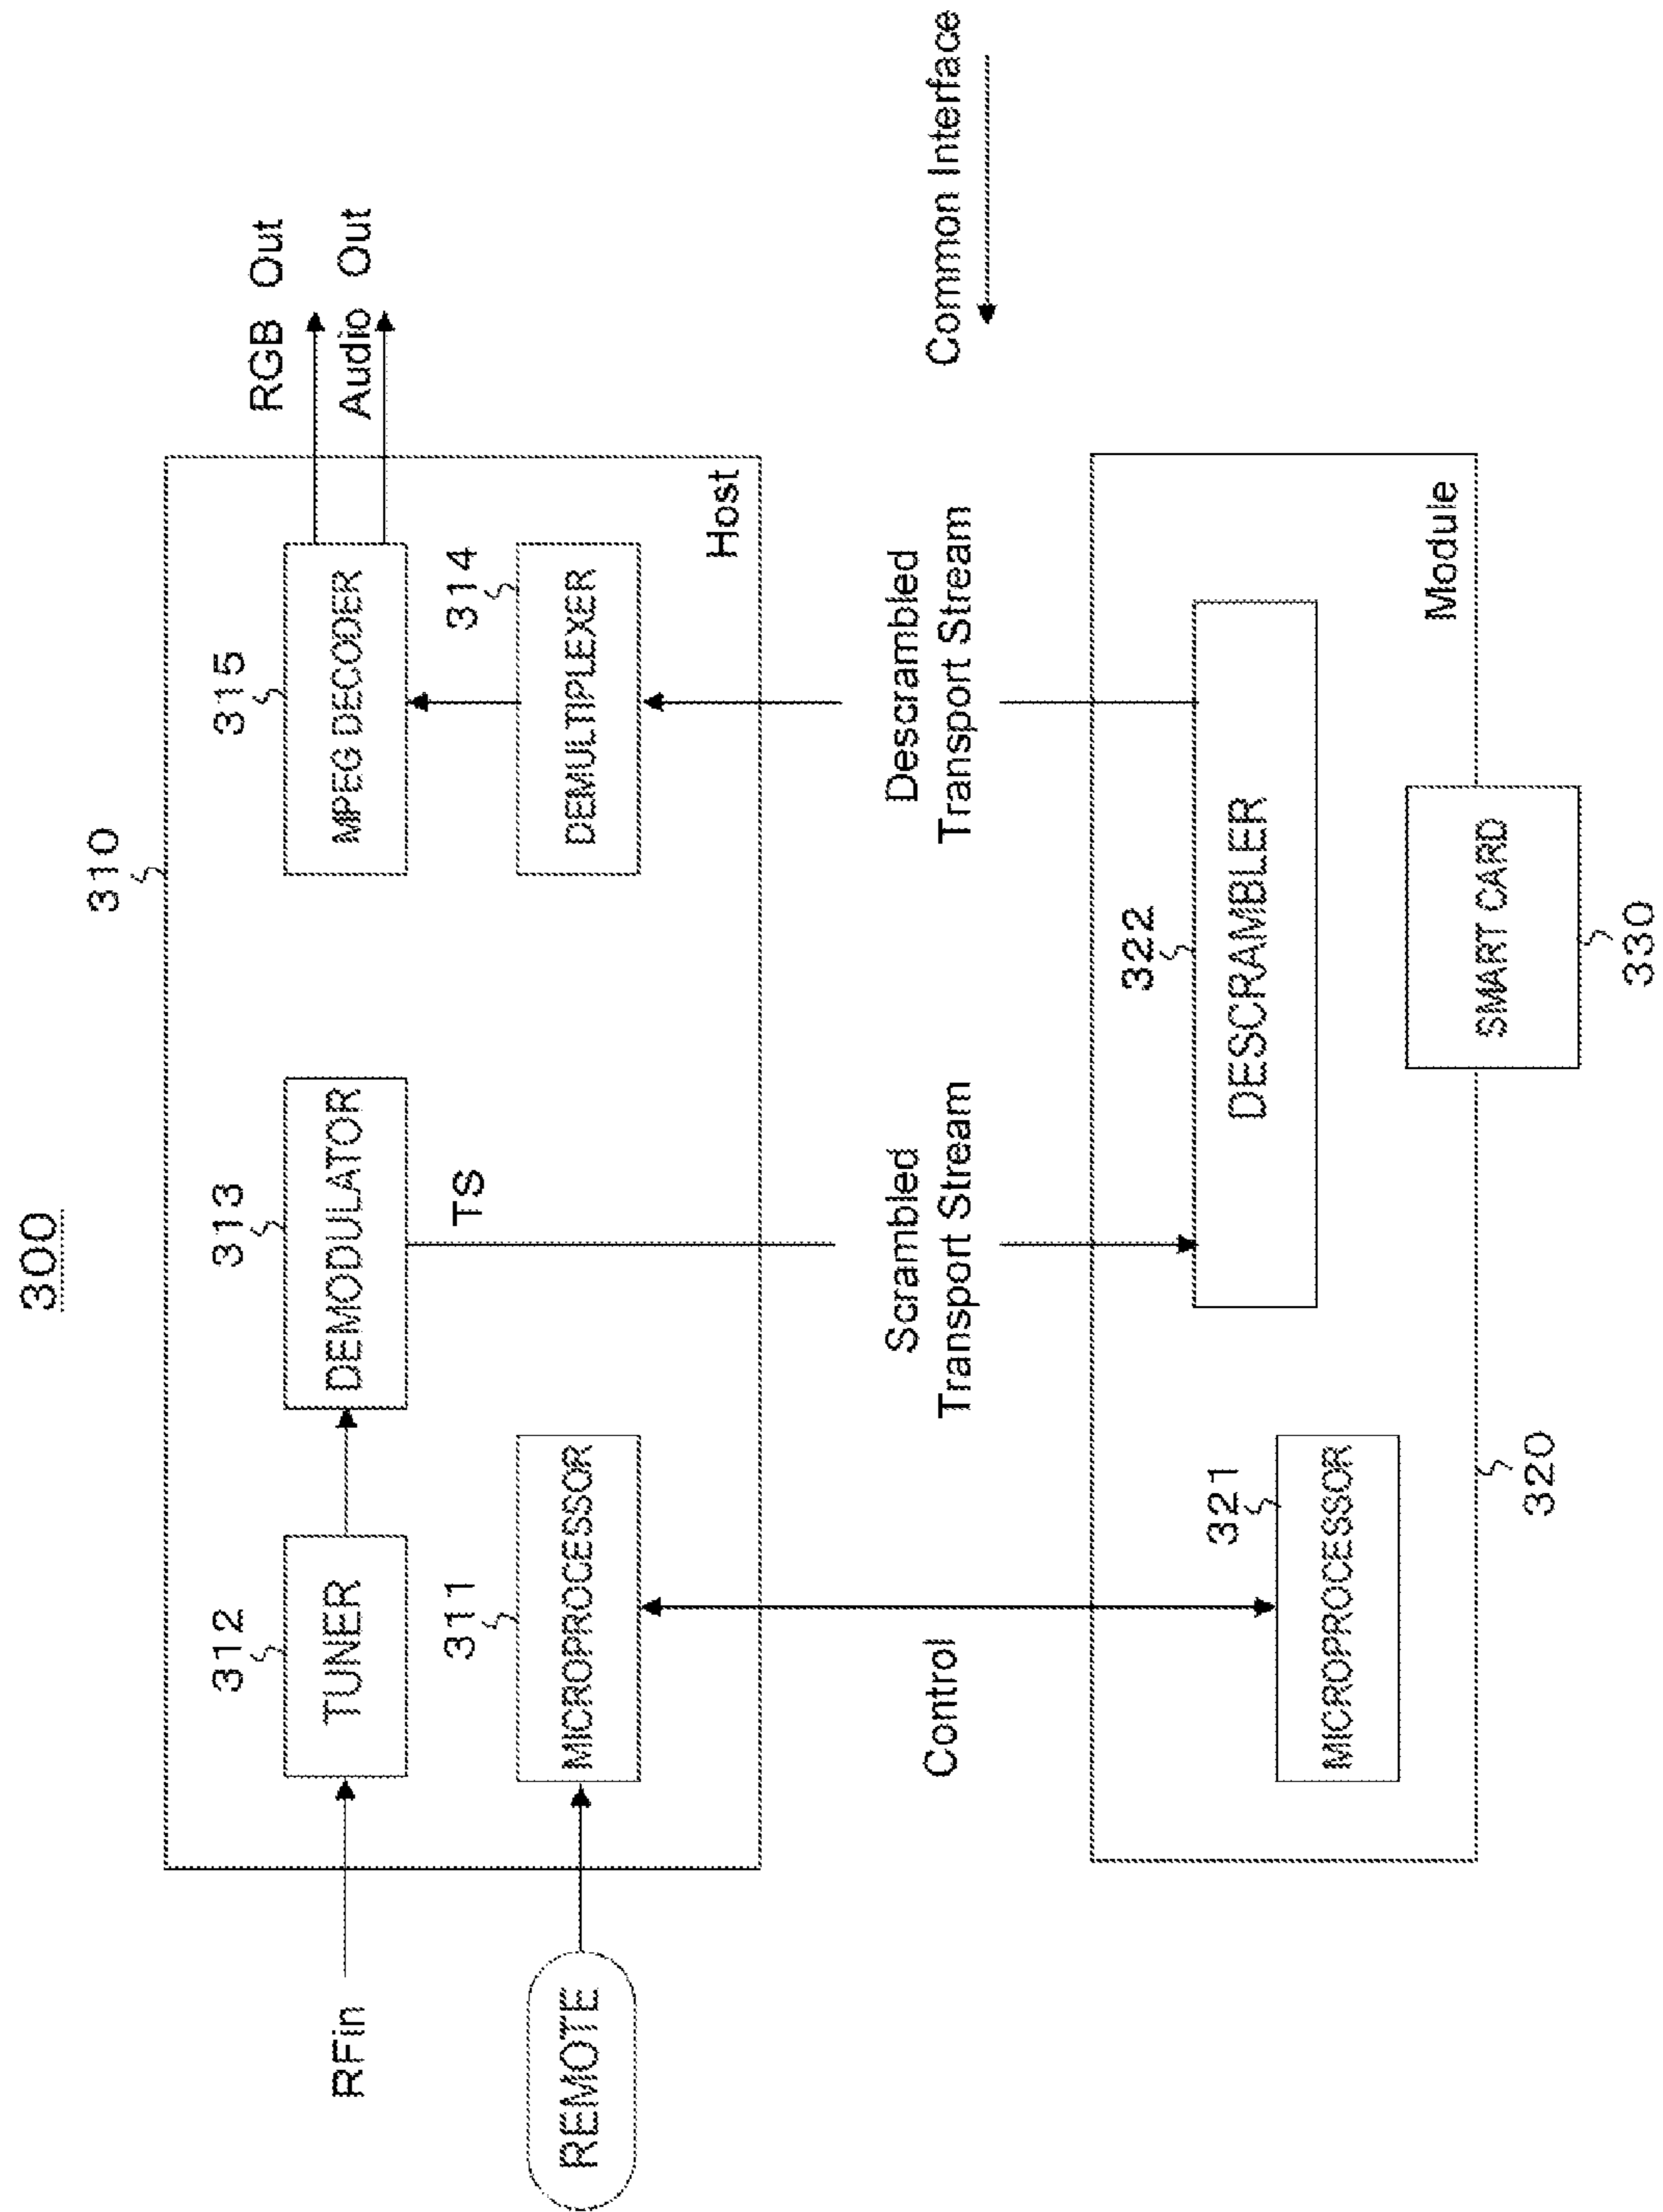 300
310
312
TUNER
313
DEMODULATOR
315
MPEG DECODER
RGB Out
Audio Out
RFin
TS
311
MICROPROCESSOR
314
DEMULTIPLEXER
REMOTE
Host
Control
Scrambled
Transport Stream
Descrambled
Transport Stream
Common Interface
322
DESCRAMBLER
321
MICROPROCESSOR
Module
SMART CARD
320
330